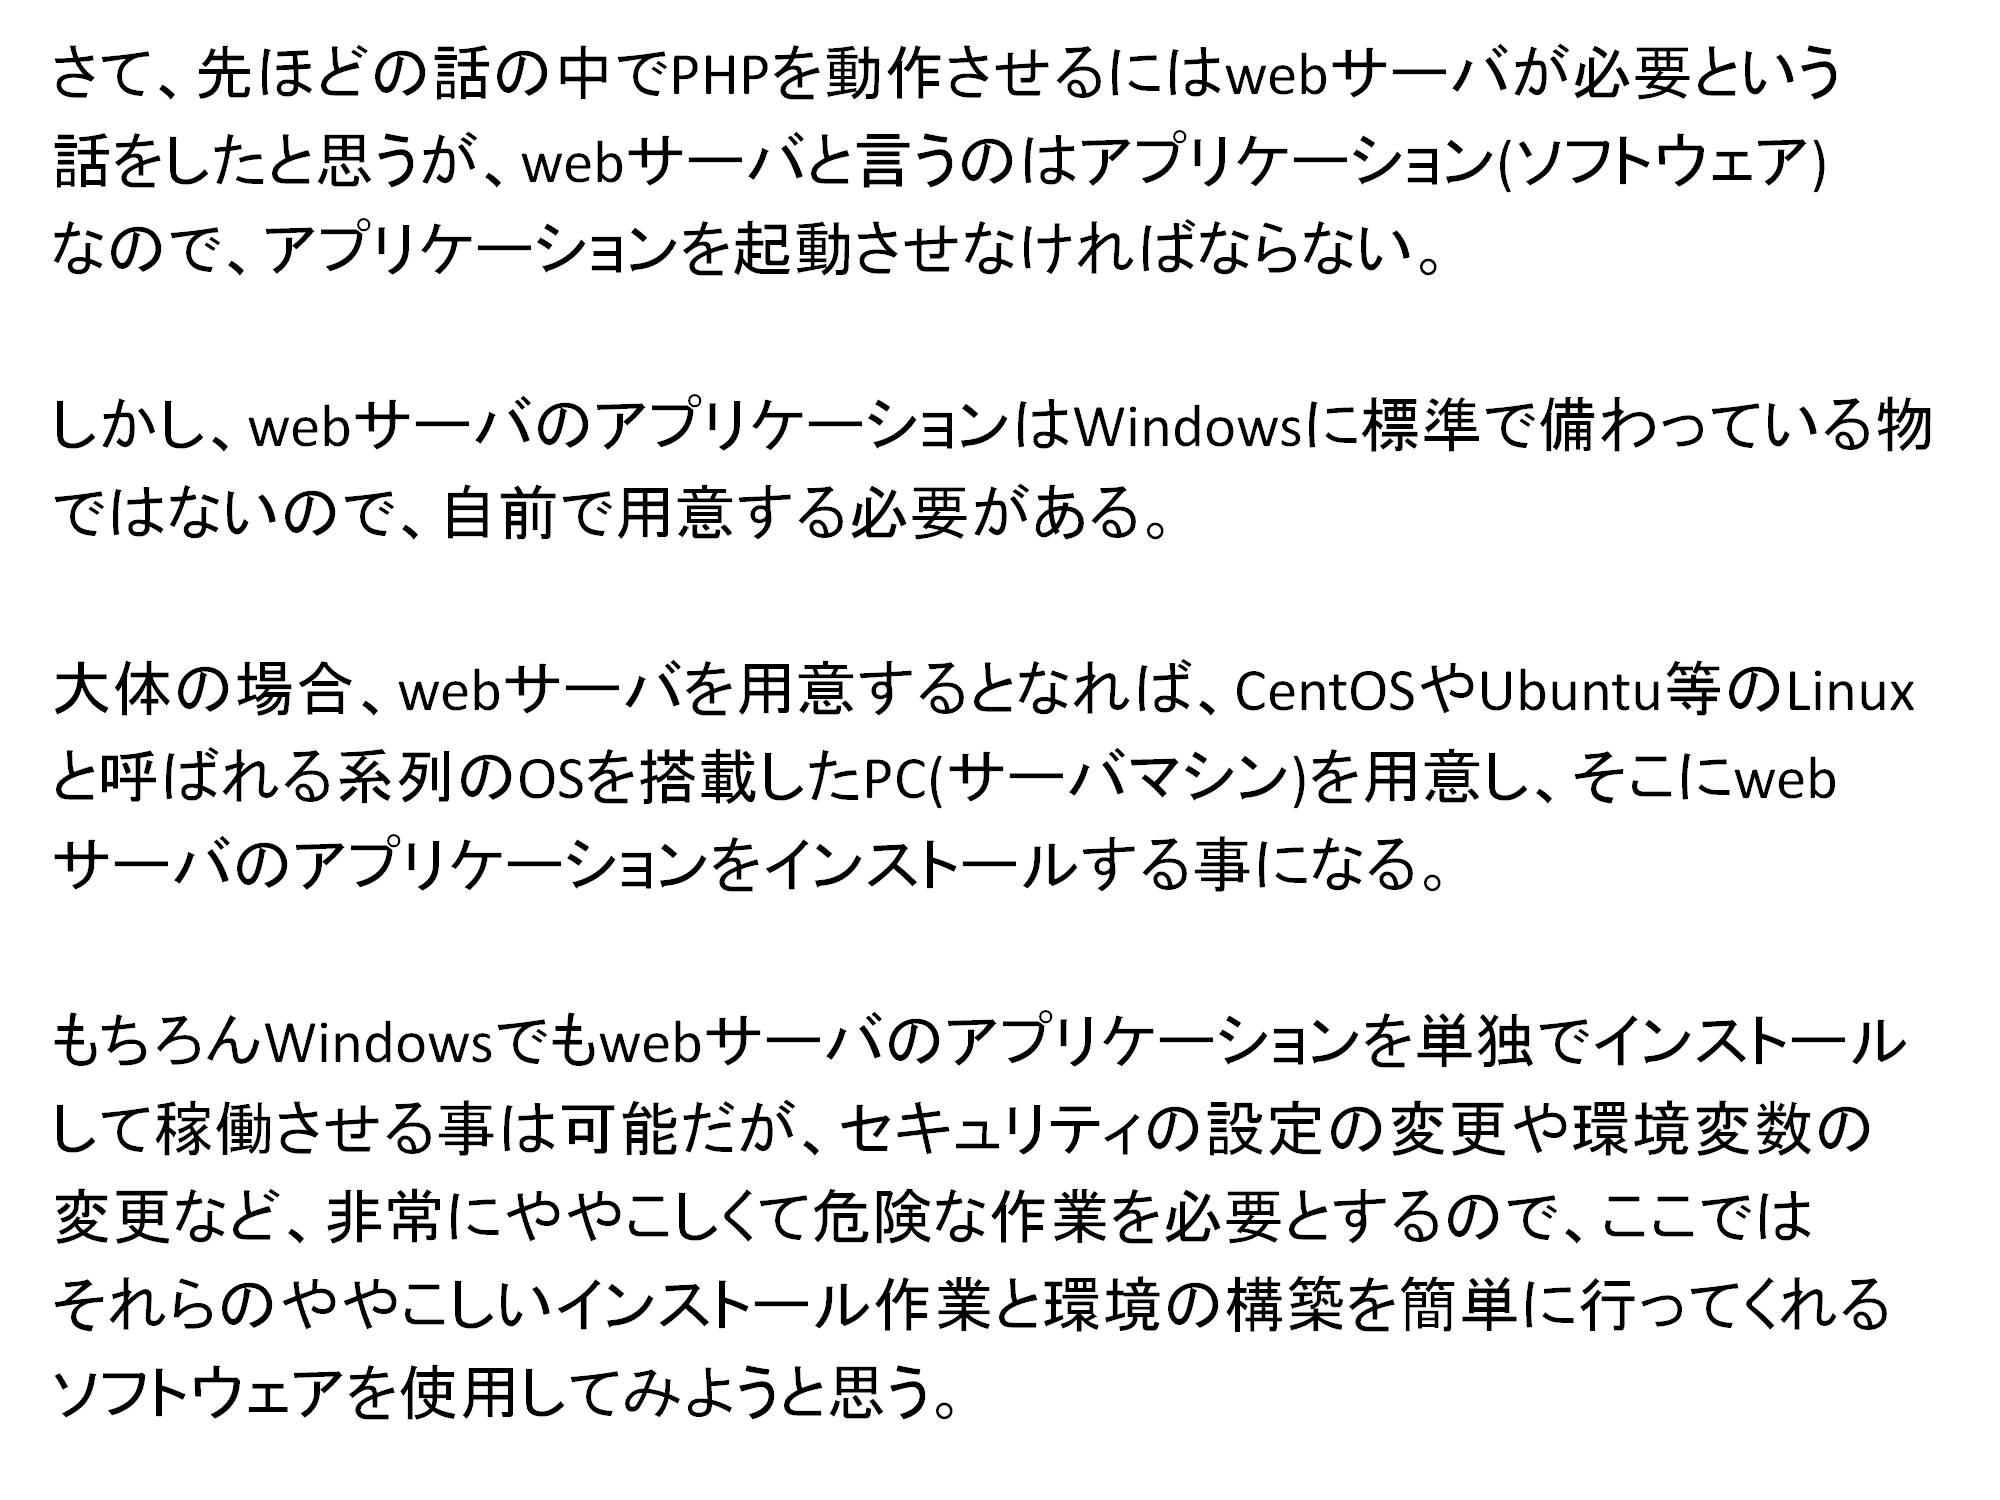 さて、先ほどの話の中でPHPを動作させるにはwebサーバが必要という
話をしたと思うが、webサーバと言うのはアプリケーション(ソフトウェア)
なので、アプリケーションを起動させなければならない。
しかし、webサーバのアプリケーションはWindowsに標準で備わっている物
ではないので、自前で用意する必要がある。
大体の場合、webサーバを用意するとなれば、CentOSやUbuntu等のLinux
と呼ばれる系列のOSを搭載したPC(サーバマシン)を用意し、そこにweb
サーバのアプリケーションをインストールする事になる。
もちろんWindowsでもwebサーバのアプリケーションを単独でインストール
して稼働させる事は可能だが、セキュリティの設定の変更や環境変数の
変更など、非常にややこしくて危険な作業を必要とするので、ここでは
それらのややこしいインストール作業と環境の構築を簡単に行ってくれる
ソフトウェアを使用してみようと思う。